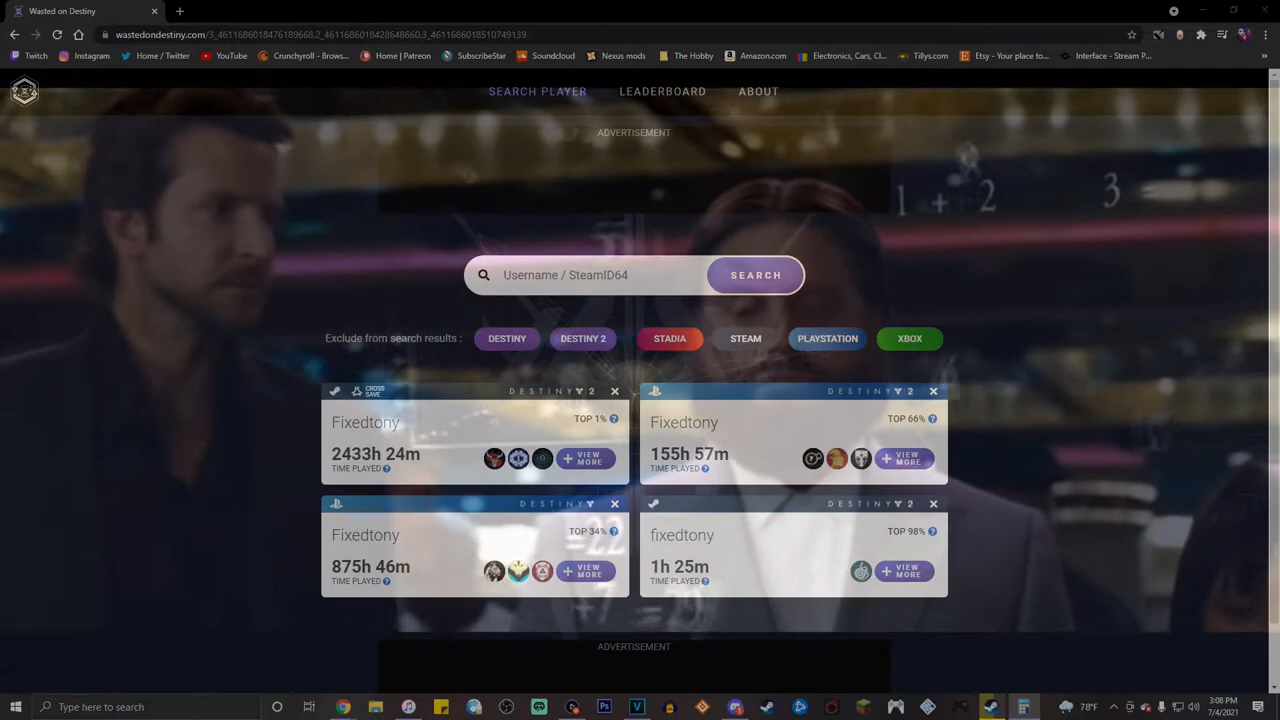 Wasted on Destiny
wastedondestiny.com/3_4611686018476189668,2_4611686018428648660,3_4611686018510749139
Twitch Instagram Home / Twitter YouTube Crunchyroll - Brows... Home | Patreon SubscribeStar Soundcloud Nexus mods The Hobby Amazon.com Electronics, Cars, Cl... Tillys.com Etsy - Your place to... Interface - Stream P...
SEARCH PLAYER LEADERBOARD ABOUT
ADVERTISEMENT
1 + 2 3
Username / SteamID64 SEARCH
Exclude from search results : DESTINY DESTINY 2 STADIA STEAM PLAYSTATION XBOX
CROSS SAVE DESTINY 2
Fixedtony TOP 1%
2433h 24m VIEW MORE
TIME PLAYED
DESTINY 2
Fixedtony TOP 66%
155h 57m VIEW MORE
TIME PLAYED
DESTINY 2
Fixedtony TOP 34%
875h 46m VIEW MORE
TIME PLAYED
DESTINY 2
fixedtony TOP 98%
1h 25m VIEW MORE
TIME PLAYED
ADVERTISEMENT
Type here to search
78°F
3:08 PM
7/4/2021